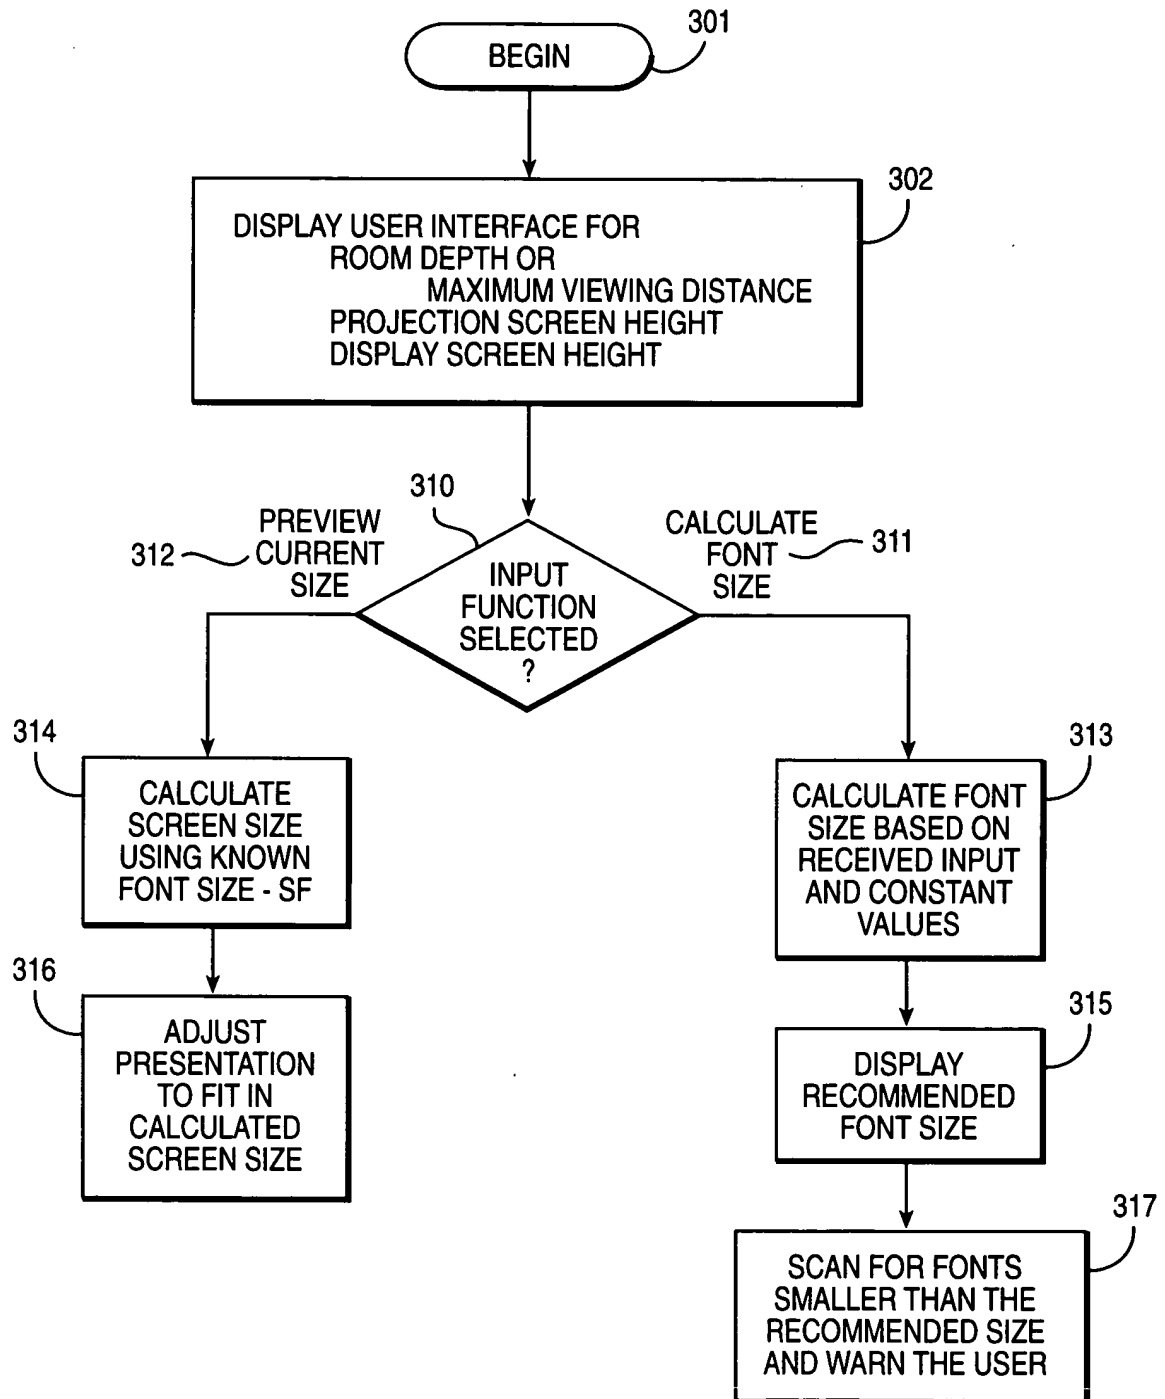 301
BEGIN
302
DISPLAY USER INTERFACE FOR
ROOM DEPTH OR
MAXIMUM VIEWING DISTANCE
PROJECTION SCREEN HEIGHT
DISPLAY SCREEN HEIGHT
310
312
PREVIEW
CURRENT
SIZE
CALCULATE
FONT
SIZE
311
INPUT
FUNCTION
SELECTED
?
314
CALCULATE
SCREEN SIZE
USING KNOWN
FONT SIZE - SF
316
ADJUST
PRESENTATION
TO FIT IN
CALCULATED
SCREEN SIZE
313
CALCULATE FONT
SIZE BASED ON
RECEIVED INPUT
AND CONSTANT
VALUES
315
DISPLAY
RECOMMENDED
FONT SIZE
317
SCAN FOR FONTS
SMALLER THAN THE
RECOMMENDED SIZE
AND WARN THE USER